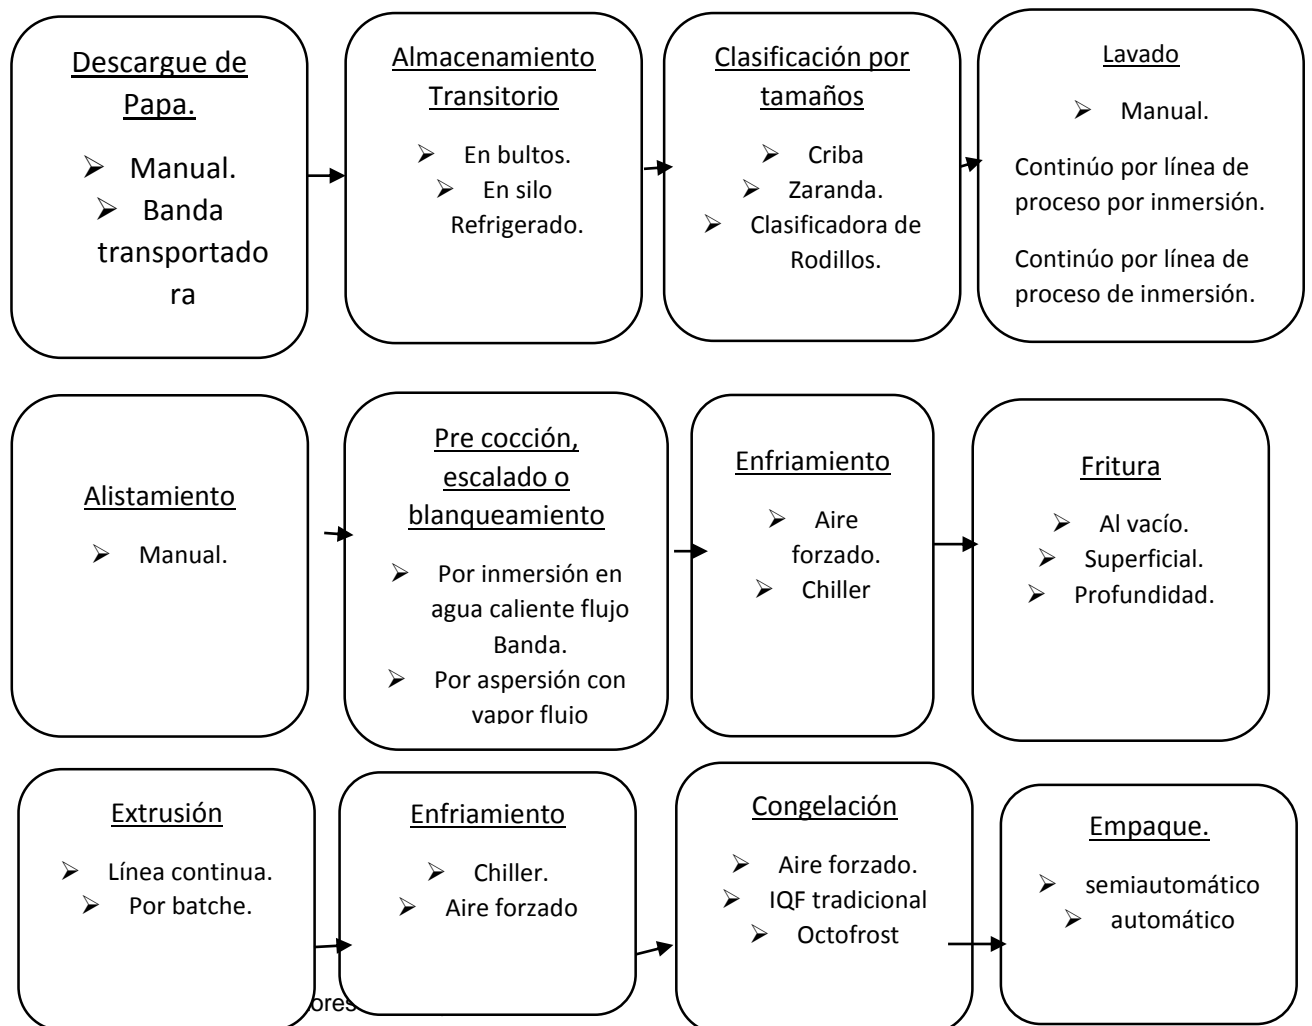 Descargue de
Papa.
➢ Manual.
➢ Banda
transportado
ra
Almacenamiento
Transitorio
➢ En bultos.
➢ En silo
Refrigerado.
Clasificación por
tamaños
➢ Criba
➢ Zaranda.
➢ Clasificadora de
Rodillos.
Lavado
➢ Manual.
Continúo por línea de
proceso por inmersión.
Continúo por línea de
proceso de inmersión.
Alistamiento
➢ Manual.
Pre cocción,
escalado o
blanqueamiento
➢ Por inmersión en
agua caliente flujo
Banda.
➢ Por aspersión con
vapor flujo
Enfriamiento
➢ Aire
forzado.
➢ Chiller
Fritura
➢ Al vacío.
➢ Superficial.
➢ Profundidad.
Extrusión
➢ Línea continua.
➢ Por batche.
Enfriamiento
➢ Chiller.
➢ Aire forzado
Congelación
➢ Aire forzado.
➢ IQF tradicional
➢ Octofrost
Empaque.
➢ semiautomático
➢ automático
ores